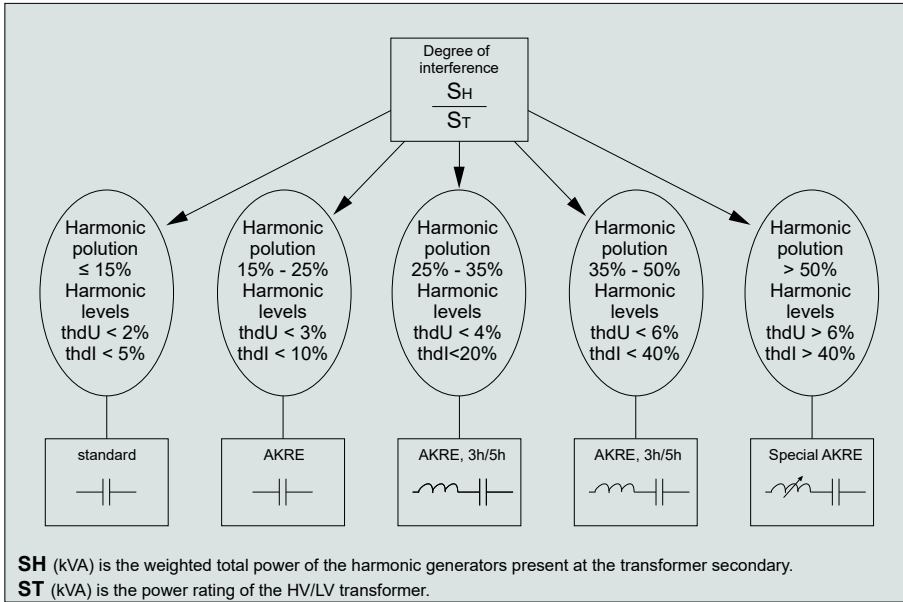 Degree of
interference
SH
ST
Harmonic
polution
≤ 15%
Harmonic
levels
thdU < 2%
thdI < 5%
Harmonic
polution
15% - 25%
Harmonic
levels
thdU < 3%
thdI < 10%
Harmonic
polution
25% - 35%
Harmonic
levels
thdU < 4%
thdI<20%
Harmonic
polution
35% - 50%
Harmonic
levels
thdU < 6%
thdI < 40%
Harmonic
polution
> 50%
Harmonic
levels
thdU > 6%
thdI > 40%
standard
AKRE
AKRE, 3h/5h
AKRE, 3h/5h
Special AKRE
SH (kVA) is the weighted total power of the harmonic generators present at the transformer secondary.
ST (kVA) is the power rating of the HV/LV transformer.